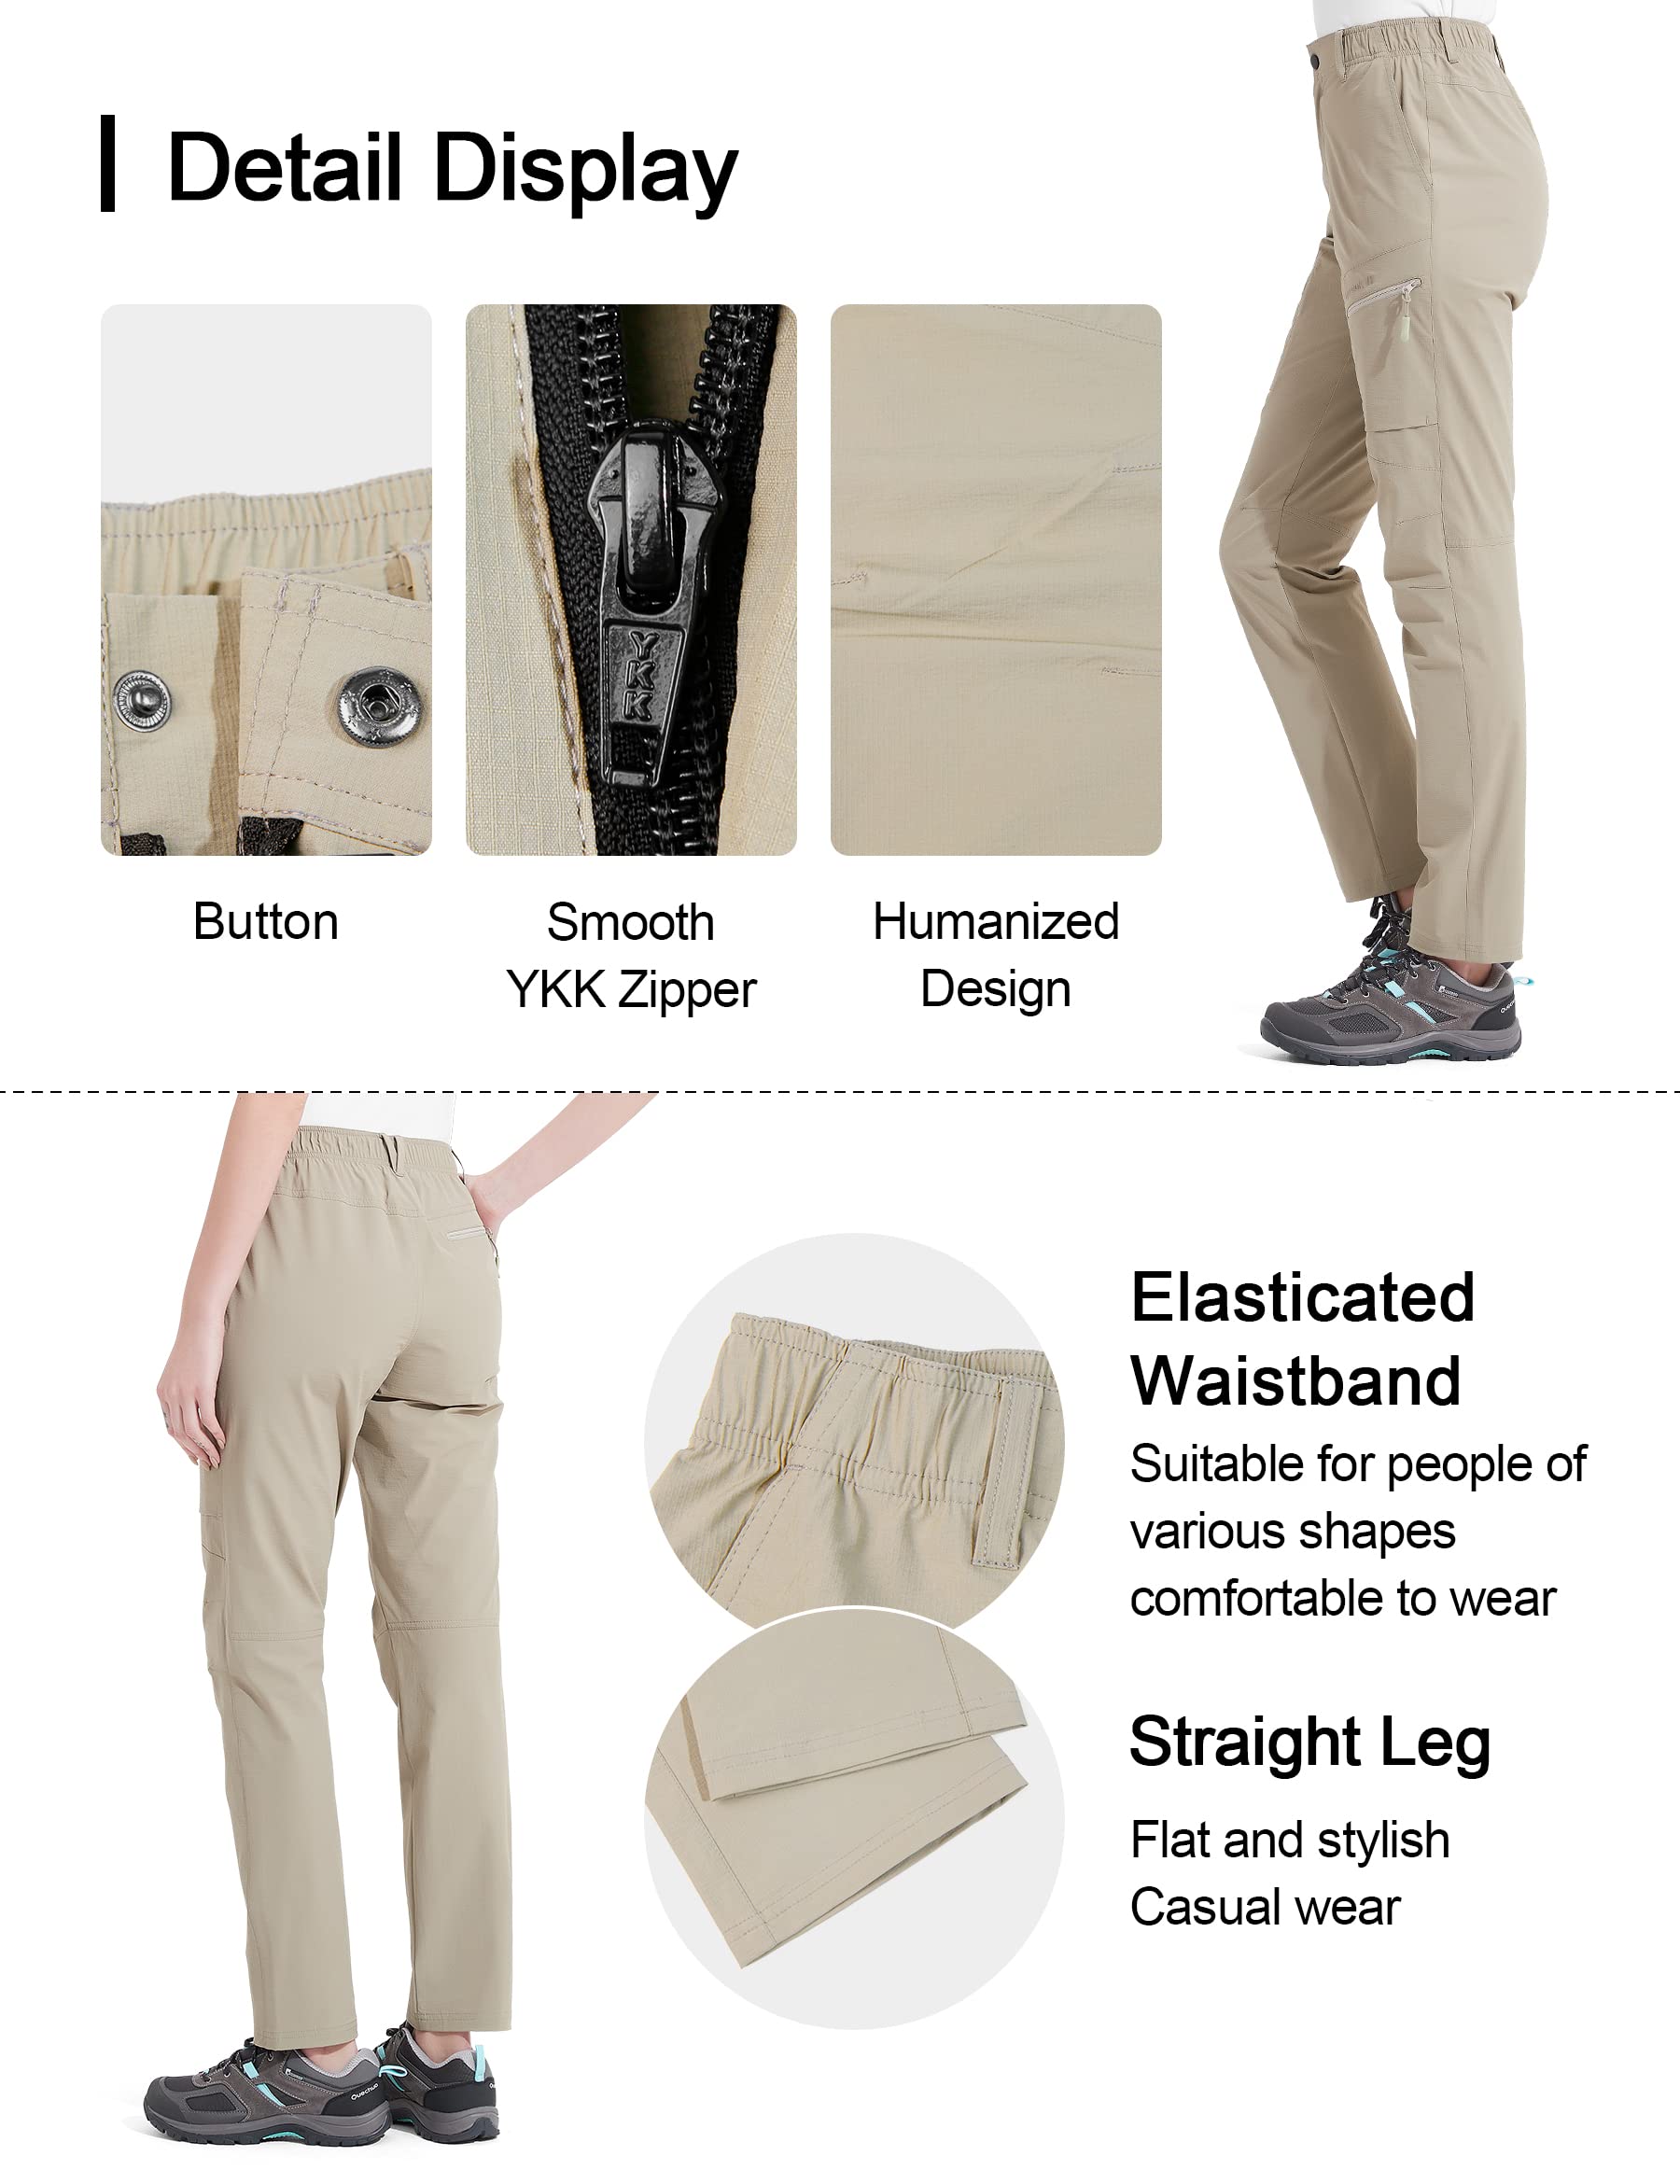 Detail Display
YKK
Button
Smooth
YKK Zipper
Humanized
Design
Elasticated
Waistband
Suitable for people of
various shapes
comfortable to wear
Straight Leg
Flat and stylish
Casual wear
Quechua